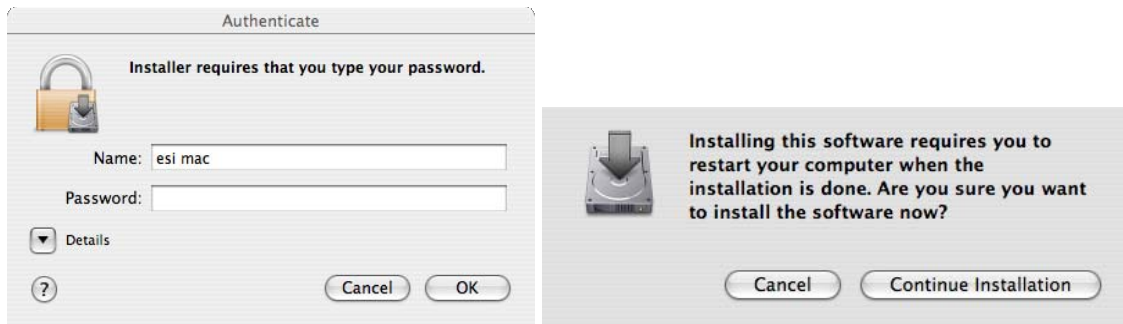 Authenticate
Installer requires that you type your password.
Name: esi mac
Password:
Details
?
Cancel OK
Installing this software requires you to
restart your computer when the
installation is done. Are you sure you want
to install the software now?
Cancel Continue Installation